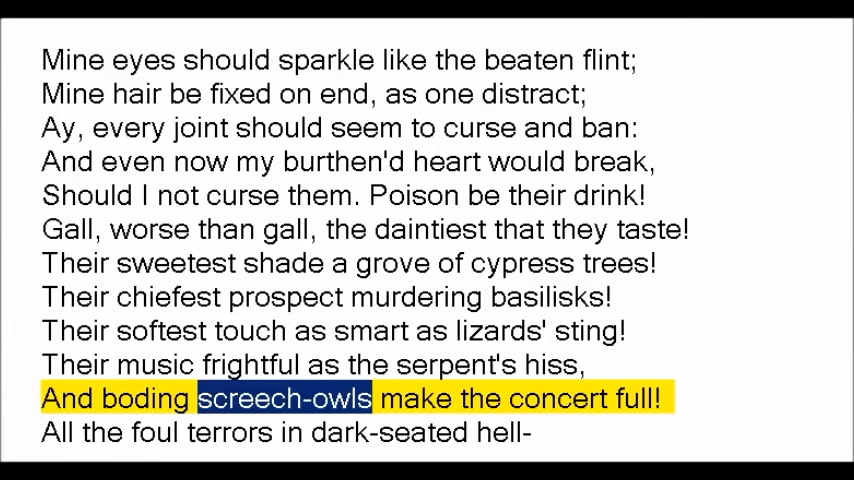 Mine eyes should sparkle like the beaten flint;
Mine hair be fixed on end, as one distract;
Ay, every joint should seem to curse and ban:
And even now my burthen'd heart would break,
Should I not curse them. Poison be their drink!
Gall, worse than gall, the daintiest that they taste!
Their sweetest shade a grove of cypress trees!
Their chiefest prospect murdering basilisks!
Their softest touch as smart as lizards' sting!
Their music frightful as the serpent's hiss,
And boding screech-owls make the concert full!
All the foul terrors in dark-seated hell-